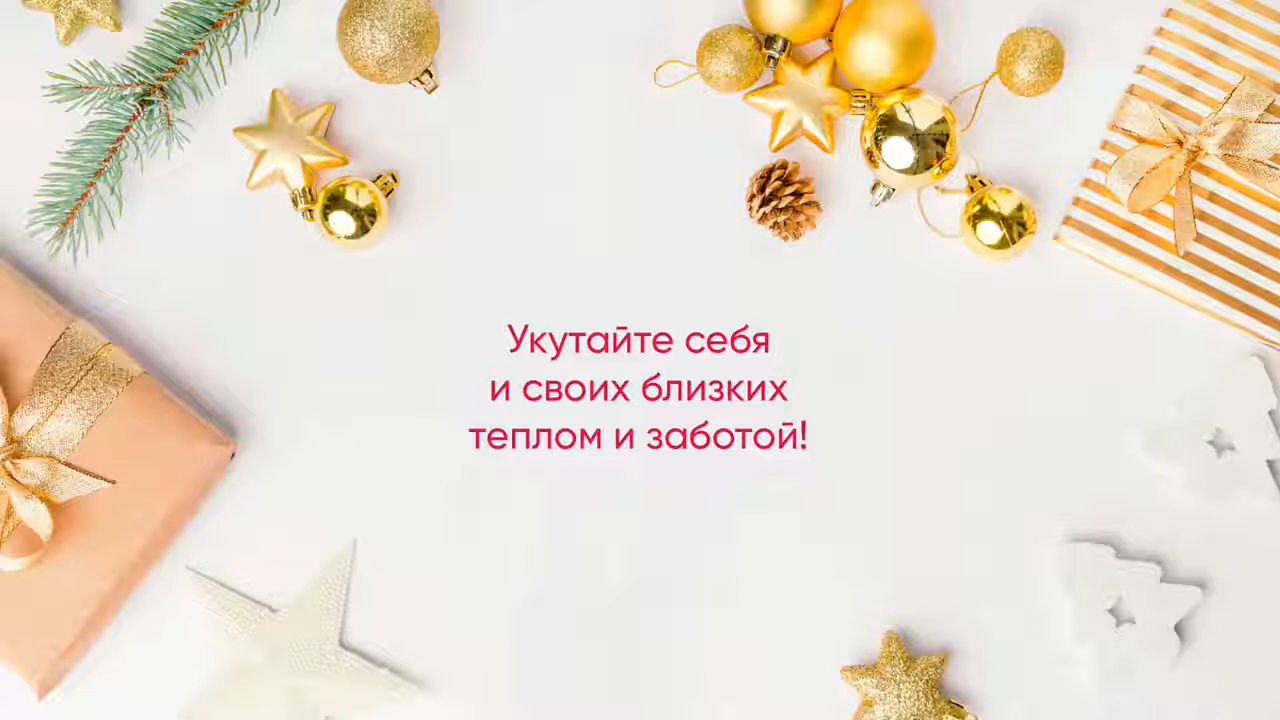 Укутайте себя
и своих близких
теплом и заботой!